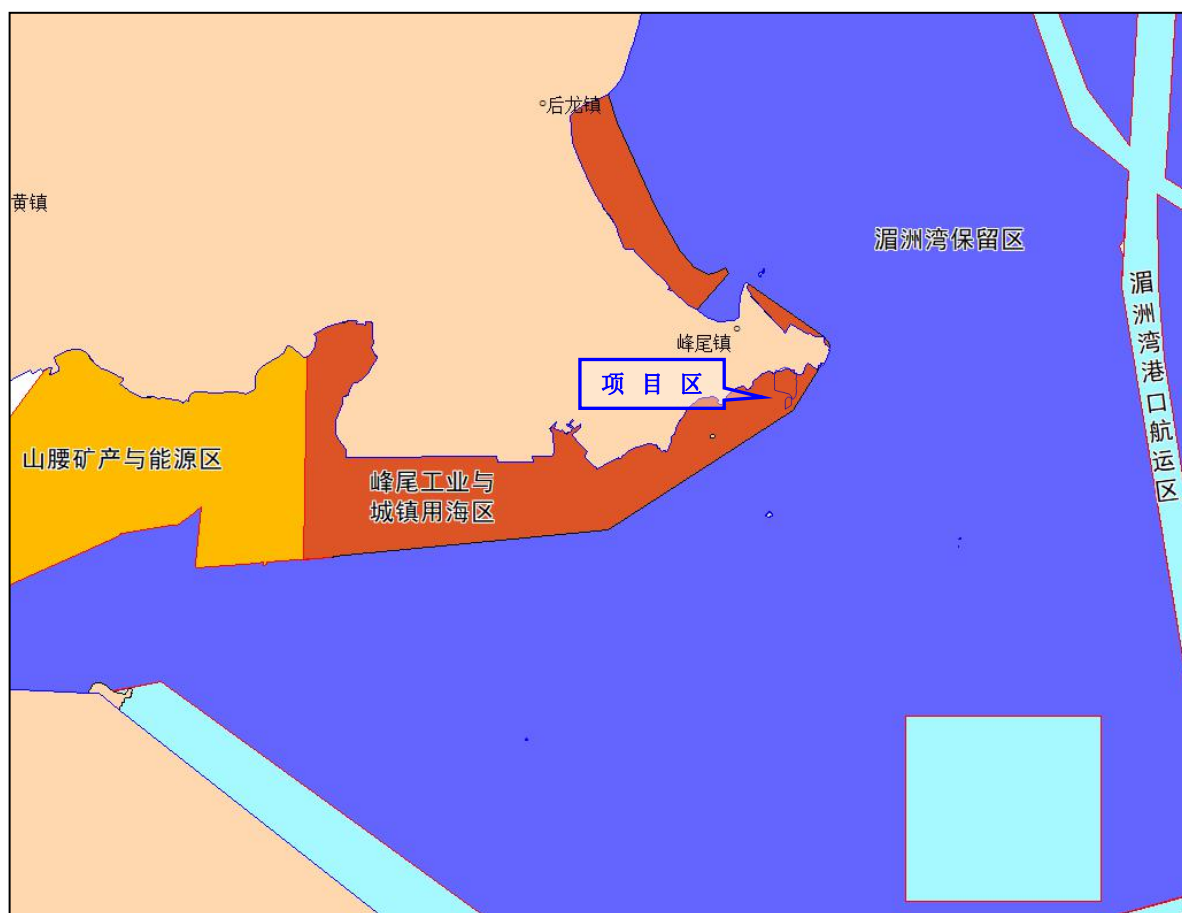 后龙镇
黄镇
湄洲湾保留区
湄洲湾港口航运区
峰尾镇
项目区
山腰矿产与能源区
峰尾工业与
城镇用海区